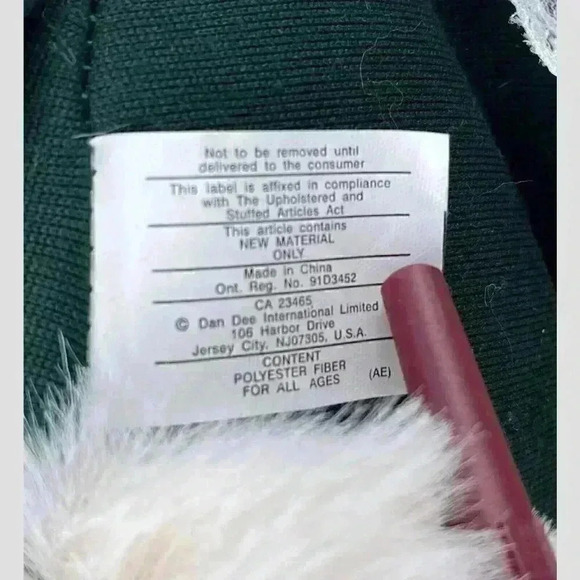 Not to be removed until
delivered to the consumer
This label is affixed in compliance
with The Upholstered and
Stuffed Articles Act
This article contains
NEW MATERIAL
ONLY
Made in China
Ont. Reg. No. 91D3452
CA 23465
© Dan Dee International Limited
106 Harbor Drive
Jersey City, NJ07305, U.S.A.
CONTENT
POLYESTER FIBER
FOR ALL AGES (AE)